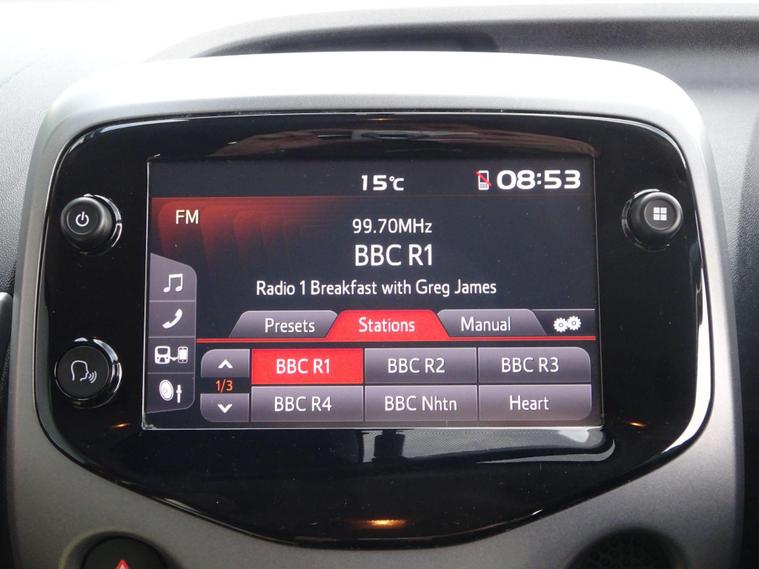 15°C 08:53
FM
99.70MHz
BBC R1
Radio 1 Breakfast with Greg James
Presets Stations Manual
BBC R1 BBC R2 BBC R3
1/3
BBC R4 BBC Nhtn Heart